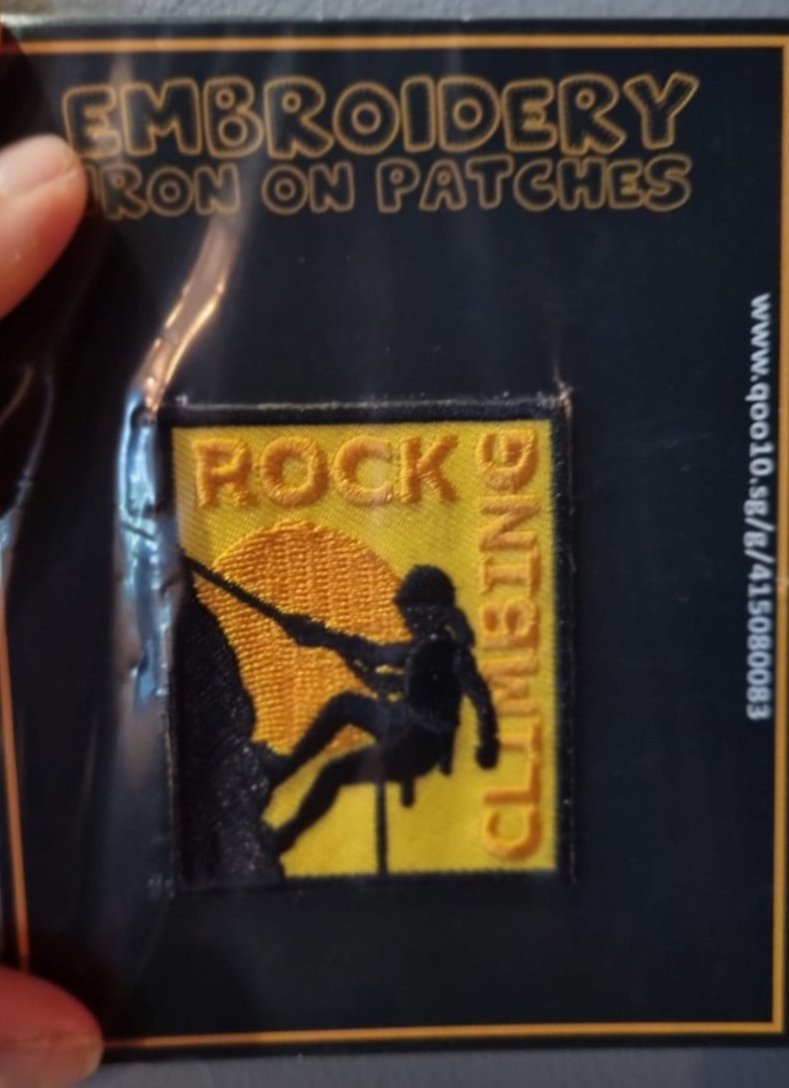 EMBROIDERY
IRON ON PATCHES
ROCK
CLIMBING
www.qoo10.sg/g/415080083